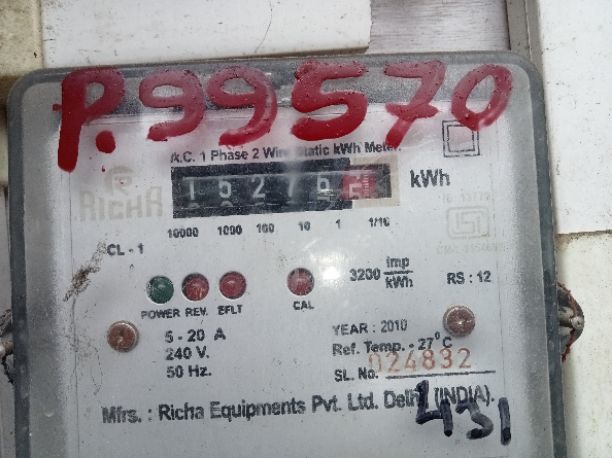 P.99570
A.C. 1 Phase 2 Wire Static kWh Meter
RICHA
15276 kWh
10000 1000 100 10 1 1/10
CL - 1
3200 imp/kWh
RS : 12
POWER REV. EFLT CAL
5 - 20 A
240 V.
50 Hz.
YEAR : 2010
Ref. Temp. - 27°C
SL. No. 024832
Mfrs. : Richa Equipments Pvt. Ltd. Delhi (INDIA).
L431